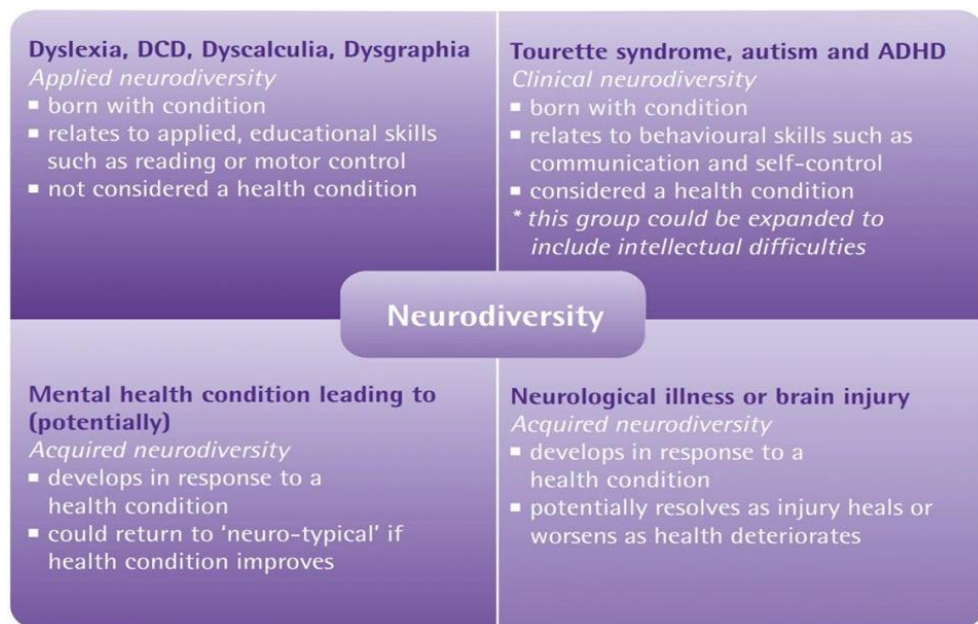 Dyslexia, DCD, Dyscalculia, Dysgraphia
Applied neurodiversity
▪ born with condition
▪ relates to applied, educational skills
such as reading or motor control
▪ not considered a health condition
Tourette syndrome, autism and ADHD
Clinical neurodiversity
▪ born with condition
▪ relates to behavioural skills such as
communication and self-control
▪ considered a health condition
* this group could be expanded to
include intellectual difficulties
Neurodiversity
Mental health condition leading to
(potentially)
Acquired neurodiversity
▪ develops in response to a
health condition
▪ could return to ‘neuro-typical’ if
health condition improves
Neurological illness or brain injury
Acquired neurodiversity
▪ develops in response to a
health condition
▪ potentially resolves as injury heals or
worsens as health deteriorates